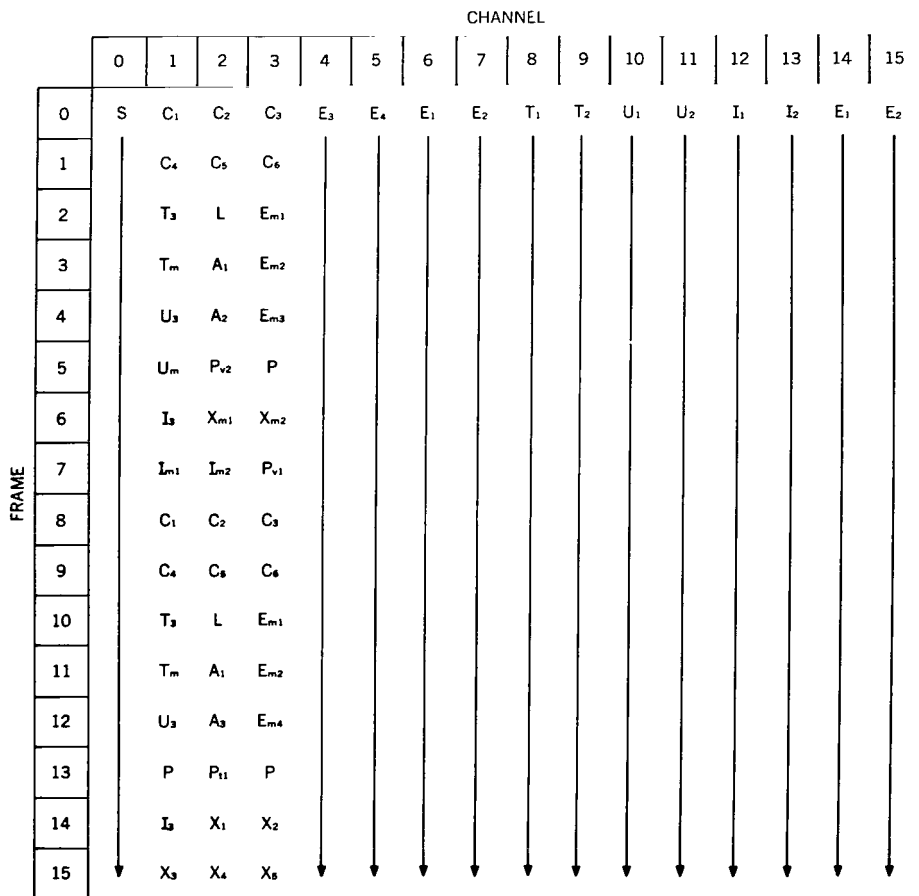 CHANNEL
0 1 2 3 4 5 6 7 8 9 10 11 12 13 14 15
0 S C₁ C₂ C₃ E₃ E₄ E₁ E₂ T₁ T₂ U₁ U₂ I₁ I₂ E₁ E₂
1 C₄ C₅ C₆
2 T₃ L Eₘ₁
3 Tₘ A₁ Eₘ₂
4 U₃ A₂ Eₘ₃
5 Uₘ Pᵥ₂ P
6 I₃ Xₘ₁ Xₘ₂
7 Iₘ₁ Iₘ₂ Pᵥ₁
8 C₁ C₂ C₃
9 C₄ C₅ C₆
10 T₃ L Eₘ₁
11 Tₘ A₁ Eₘ₂
12 U₃ A₃ Eₘ₄
13 P Pₜ₁ P
14 I₃ X₁ X₂
15 X₃ X₄ X₅
FRAME